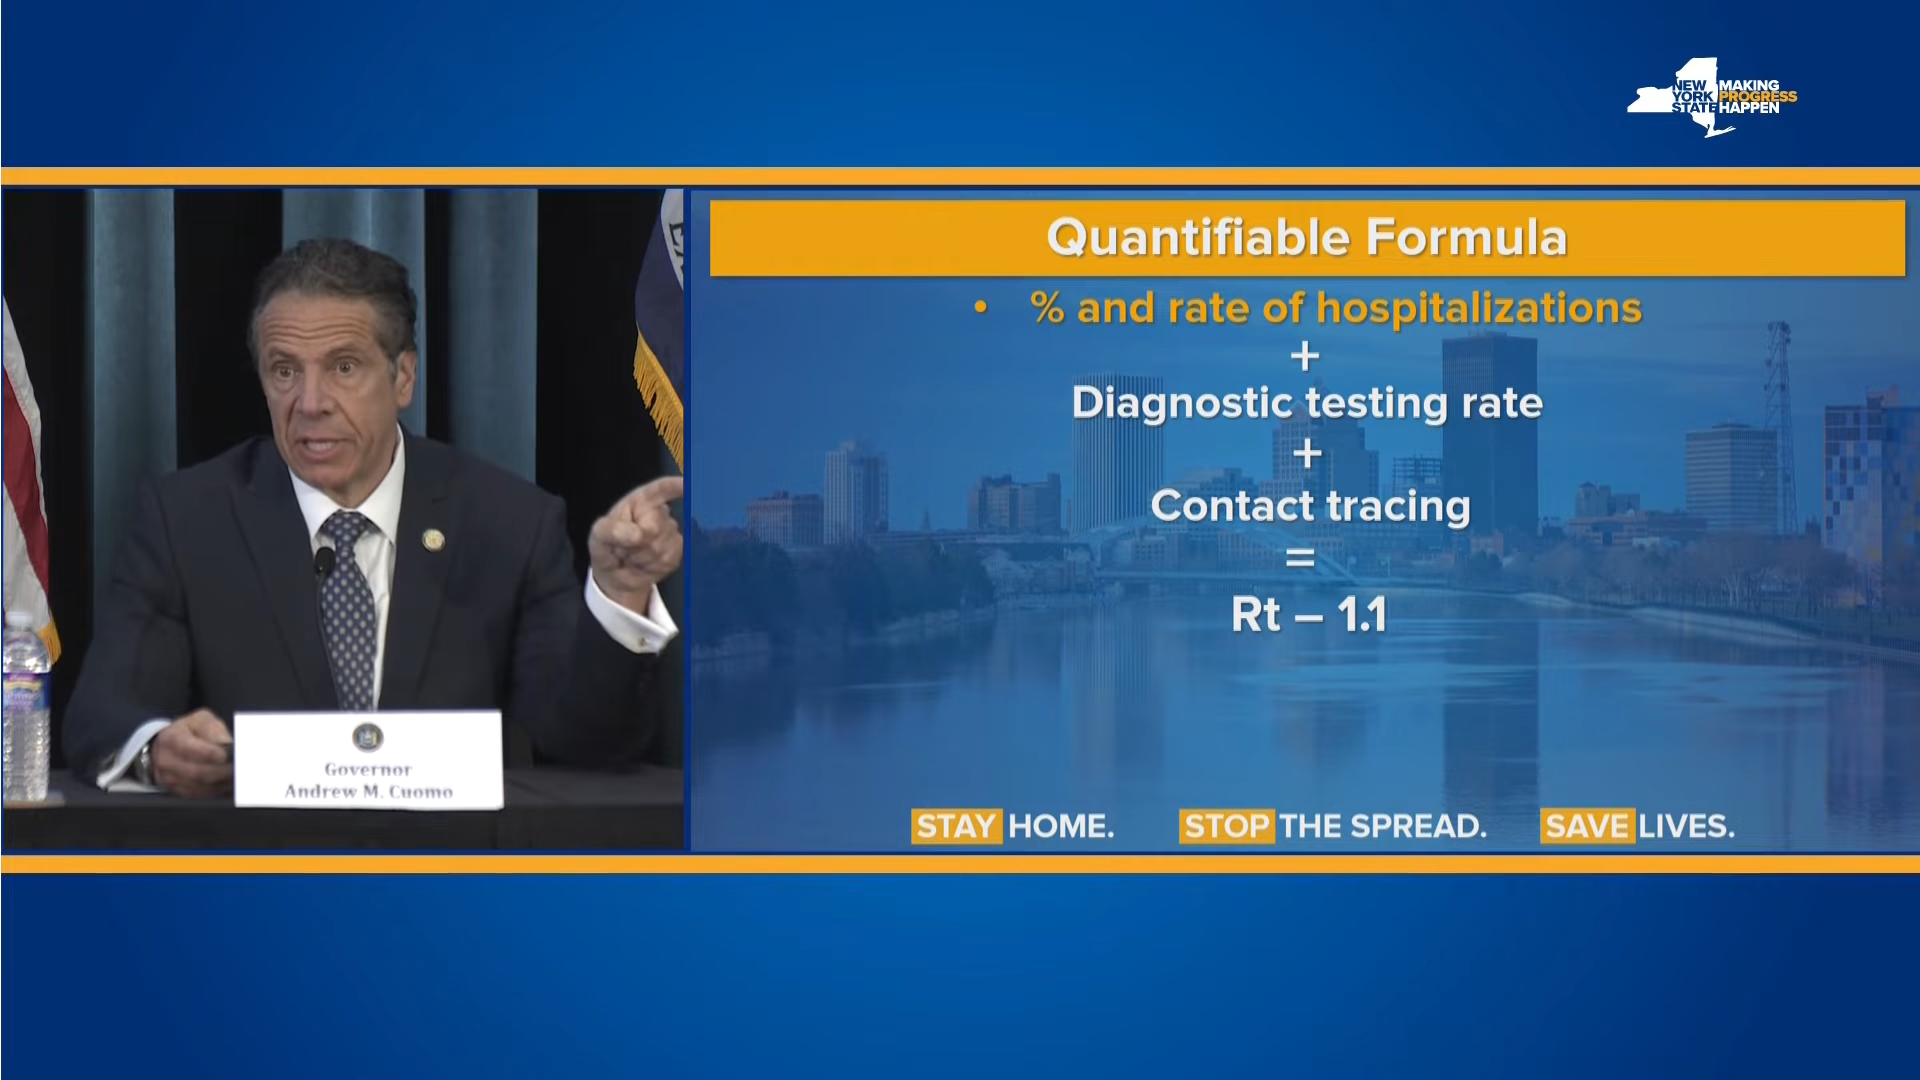 NEW YORK STATE
MAKING PROGRESS HAPPEN
Quantifiable Formula
• % and rate of hospitalizations
+
Diagnostic testing rate
+
Contact tracing
=
Rt – 1.1
Governor
Andrew M. Cuomo
STAY HOME. STOP THE SPREAD. SAVE LIVES.